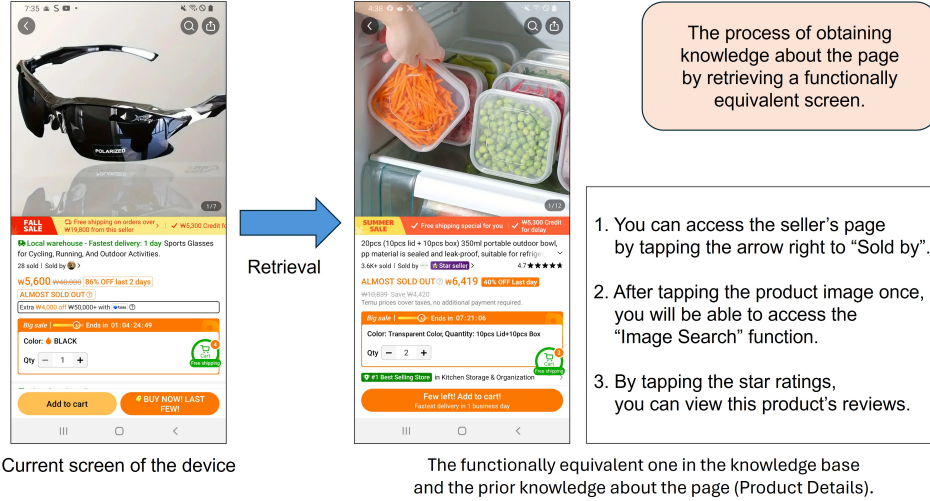 7:35
POLARIZED
1/7
FALL SALE
Free shipping on orders over
₩19,800 from this seller
₩5,300 Credit f
Local warehouse - Fastest delivery: 1 day Sports Glasses
for Cycling, Running, And Outdoor Activities.
28 sold | Sold by
₩5,600 ₩40,000 86% OFF last 2 days
ALMOST SOLD OUT
Extra ₩4,000 off ₩50,000+ with
Big sale Ends in 01:04:24:49
Color: BLACK
Qty − 1 +
4
Cart
Free shipping
Add to cart
BUY NOW! LAST
FEW!
Current screen of the device
Retrieval
4:38
1/12
SUMMER
SALE
Free shipping special for you
₩5,300 Credit
for delay
20pcs (10pcs lid + 10pcs box) 350ml portable outdoor bowl,
pp material is sealed and leak-proof, suitable for refrige
3.6K+ sold | Sold by Star seller
4.7
ALMOST SOLD OUT ₩6,419 40% OFF Last day
₩10,839 Save ₩4,420
Temu prices cover taxes, no additional payment required.
Big sale Ends in 07:21:06
Color: Transparent Color, Quantity: 10pcs Lid+10pcs Box
Qty − 2 +
Cart
Free shipping
#1 Best Selling Store in Kitchen Storage & Organization
Few left! Add to cart!
Fastest delivery in 1 business day
The functionally equivalent one in the knowledge base
and the prior knowledge about the page (Product Details).
The process of obtaining
knowledge about the page
by retrieving a functionally
equivalent screen.
1. You can access the seller's page
by tapping the arrow right to "Sold by".
2. After tapping the product image once,
you will be able to access the
"Image Search" function.
3. By tapping the star ratings,
you can view this product's reviews.